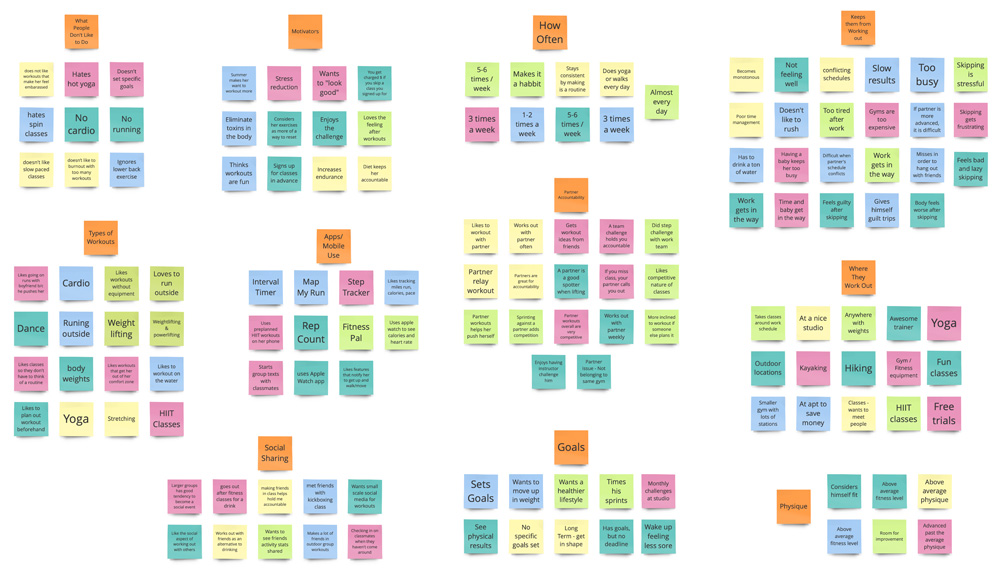 What
People
Don't Like
to Do
does not like
workouts that
make her feel
embarassed
Hates
hot yoga
Doesn't
set specific
goals
hates
spin
classes
No
cardio
No
running
doesn't like
slow paced
classes
doesn't like to
burnout with
too many
workouts
Ignores
lower back
exercise
Motivators
Summer
makes her
want to
workout more
Stress
reduction
Wants to
"look
good"
You get
charged it if
you skip a
class you
signed up for
Eliminate
toxins in
the body
Considers
her exercises
as more of a
way to reset
Enjoys
the
challenge
Loves the
feeling after
workouts
Thinks
workouts
are fun
Signs up
for classes
in advance
Increases
endurance
Diet keeps
her
accountable
How
Often
5-6
times /
week
Makes it
a habbit
Stays
consistent
by making
is a routine
Does yoga
or walks
every day
Almost
every
day
3 times
a week
1-2
times a
week
5-6
times /
week
3 times
a week
Keeps
them from
Working
out
Becomes
monotonous
Not
feeling
well
conflicting
schedules
Slow
results
Too
busy
Skipping
is
stressful
Poor time
management
Doesn't
like to
rush
Too tired
after
work
Gyms are
too
expensive
If partner
is more
advanced,
it is difficult
Skipping
gets
frustrating
Has to
drink a ton
of water
Having a
baby keeps
her too
busy
Difficult when
partner's
schedule
conflicts
Work
gets in
the way
Misses in
order to
hang out
with friends
Feels bad
and lazy
skipping
Work
gets in
the way
Time and
baby get in
the way
Feels guilty
after
skipping
Gives
himself
guilt trips
Body feels
worse after
skipping
Types of
Workouts
Likes going on
runs with
boyfriend b/c
he pushes her
Cardio
Likes
workouts
without
equipment
Loves to
run
outside
Dance
Runing
outside
Weight
lifting
Weightlifting
&
powerlifting
Likes classes
so they don't
have to think
of a routine
body
weights
Likes workouts
that get her
out of her
comfort zone
Likes to
workout on
the water
Likes to
plan out
workout
beforehand
Yoga
Stretching
HIIT
Classes
Apps/
Mobile
Use
Interval
Timer
Map
My Run
Step
Tracker
Likes tracking
miles run,
calories, pace
Uses
preplanned
HIIT workouts
on her phone
Rep
Count
Fitness
Pal
Uses apple
watch to see
calories and
heart rate
Starts
group texts
with
classmates
uses Apple
Watch app
Uses features
that notify her
to get up and
walk/move
Partner
Accountability
Likes to
workout
with
partner
Works out
with
partner
often
Gets
workout
ideas from
friends
A team
challenge
holds you
accountable
Did step
challenge
with work
team
Partner
relay
workout
Partners are
great for
accountability
A partner is
a good
spotter
when lifting
If you miss
class, your
partner
calls you
out
Likes
competitive
nature of
classes
Partner
workouts
helps her
push herself
Sprinting
against a
partner adds
competition
Partner
workouts
overall are
very
competitive
Works out
with
partner
weekly
More inclined
to workout if
someone
else plans it
Enjoys having
instructor
challenge
him
Partner
issue - Not
belonging to
same gym
Where
They
Work Out
Takes classes
around work
schedule
At a nice
studio
Anywhere
with
weights
Awesome
trainer
Yoga
Outdoor
locations
Kayaking
Hiking
Gym /
Fitness
equipment
Fun
classes
Smaller
gym with
lots of
stations
At apt to
save
money
Classes -
wants to
meet
people
HIIT
classes
Free
trials
Social
Sharing
Larger groups
has good
tendency to
become a
social event
goes out
after fitness
classes for a
drink
making friends
in class helps
hold me
accountable
met friends
with
kickboxing
class
Wants small
scale social
media for
workouts
Like the social
aspect of
working out
with others
Works out with
friends as an
alternative to
drinking
Wants to
see friends
activity stats
shared
Makes a lot of
friends in
outdoor group
workouts
Checking in on
classmates
when they
haven't come
around
Goals
Sets
Goals
Wants to
move up
in weight
Wants a
healthier
lifestyle
Times
his
sprints
Monthly
challenges
at studio
See
physical
results
No
specific
goals set
Long
Term - get
in shape
Has goals,
but no
deadline
Wake up
feeling
less sore
Physique
Considers
himself fit
Above
average
fitness level
Above
average
physique
Above
average
fitness level
Room for
improvement
Advanced
past the
average
physique